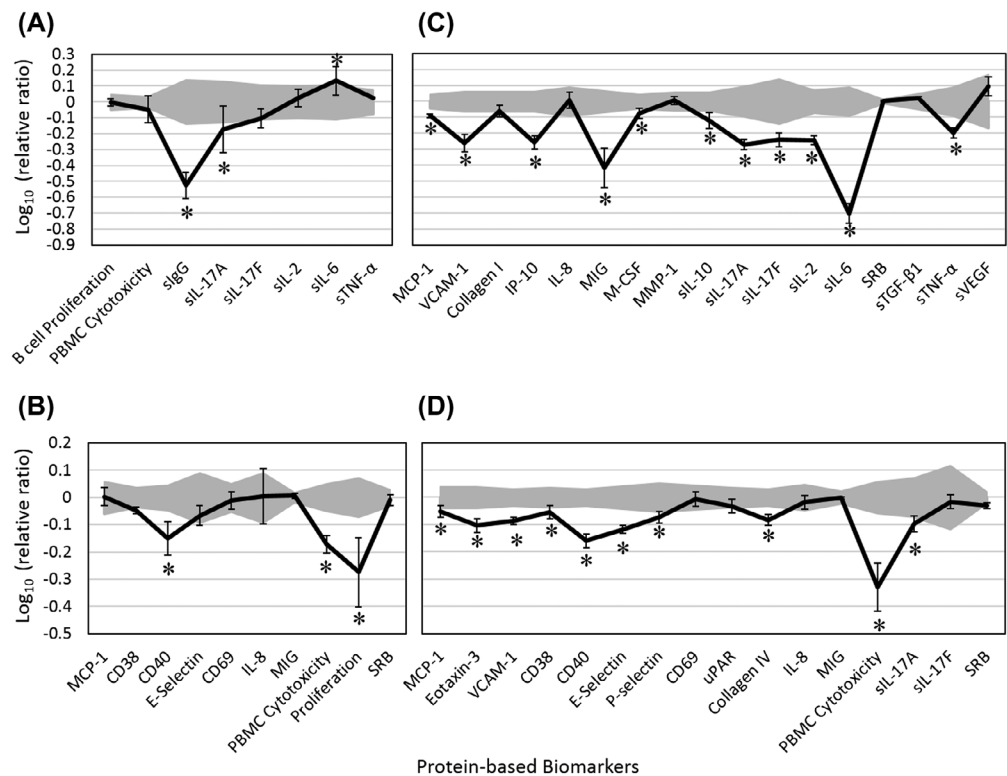 (A)
0.3
0.2
0.1
0
-0.1
-0.2
-0.3
-0.4
-0.5
-0.6
-0.7
-0.8
-0.9
Log10 (relative ratio)
*
*
*
B cell Proliferation
PBMC Cytotoxicity
sIgG
sIL-17A
sIL-17F
sIL-2
sIL-6
sTNF-α
(C)
*
*
*
*
*
*
*
*
*
*
*
MCP-1
VCAM-1
Collagen I
IP-10
IL-8
MIG
M-CSF
MMP-1
sIL-10
sIL-17A
sIL-17F
sIL-2
sIL-6
SRB
sTGF-β1
sTNF-α
sVEGF
(B)
0.2
0.1
0
-0.1
-0.2
-0.3
-0.4
-0.5
Log10 (relative ratio)
*
*
*
MCP-1
CD38
CD40
E-Selectin
CD69
IL-8
MIG
PBMC Cytotoxicity
Proliferation
SRB
(D)
*
*
*
*
*
*
*
*
*
*
MCP-1
Eotaxin-3
VCAM-1
CD38
CD40
E-Selectin
P-selectin
CD69
uPAR
Collagen IV
IL-8
MIG
PBMC Cytotoxicity
sIL-17A
sIL-17F
SRB
Protein-based Biomarkers